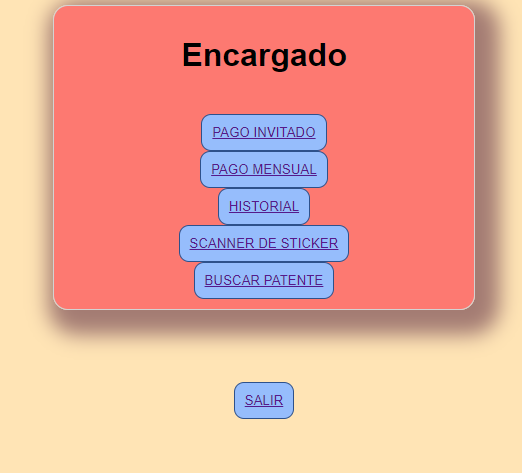 Encargado
PAGO INVITADO
PAGO MENSUAL
HISTORIAL
SCANNER DE STICKER
BUSCAR PATENTE
SALIR